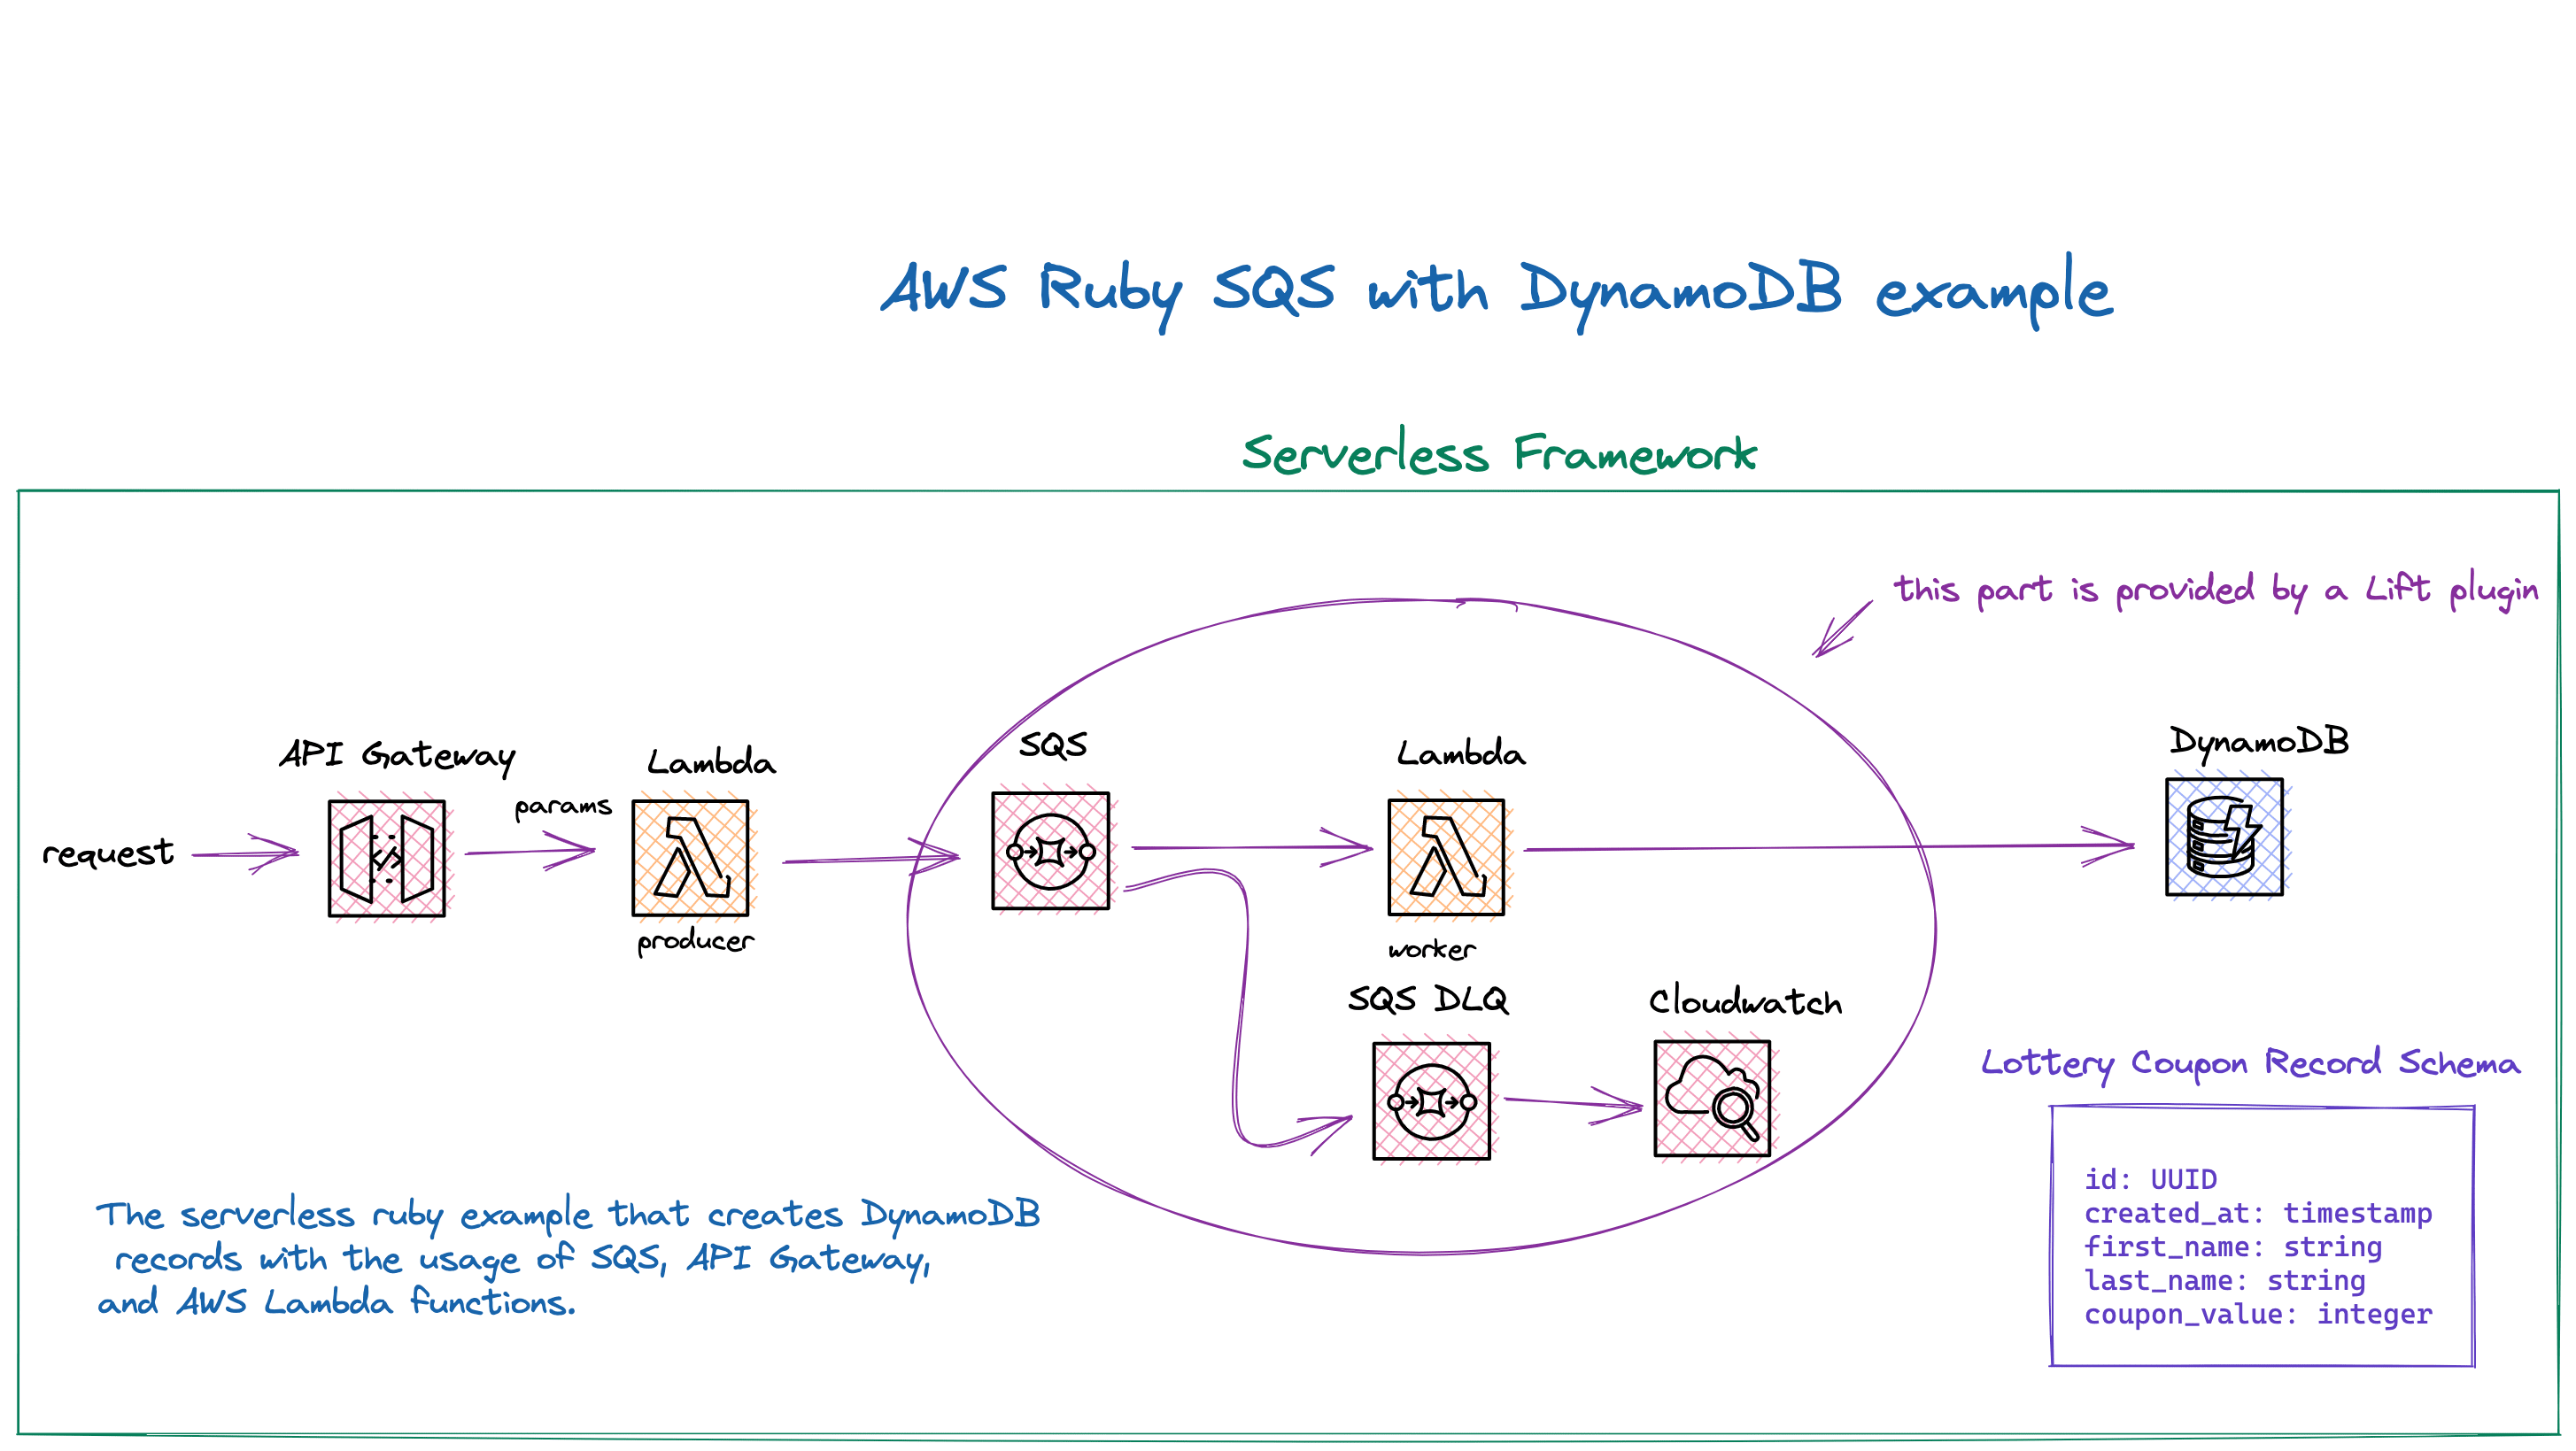 AWS Ruby SQS with DynamoDB example
Serverless Framework
this part is provided by a Lift plugin
request
API Gateway
params
Lambda
producer
SQS
Lambda
worker
SQS DLQ
Cloudwatch
DynamoDB
Lottery Coupon Record Schema
id: UUID
created_at: timestamp
first_name: string
last_name: string
coupon_value: integer
The serverless ruby example that creates DynamoDB
records with the usage of SQS, API Gateway,
and AWS Lambda functions.